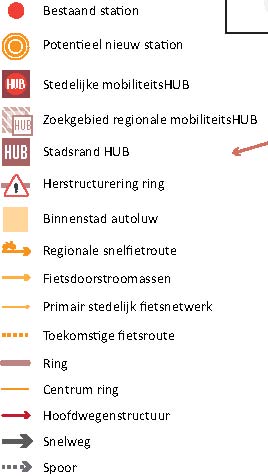 Bestaand station
Potentieel nieuw station
HUB Stedelijke mobiliteitsHUB
HUB Zoekgebied regionale mobiliteitsHUB
HUB Stadsrand HUB
Herstructurering ring
Binnenstad autoluw
Regionale snelfietroute
Fietsdoorstroomassen
Primair stedelijk fietsnetwerk
Toekomstige fietsroute
Ring
Centrum ring
Hoofdwegenstructuur
Snelweg
Spoor